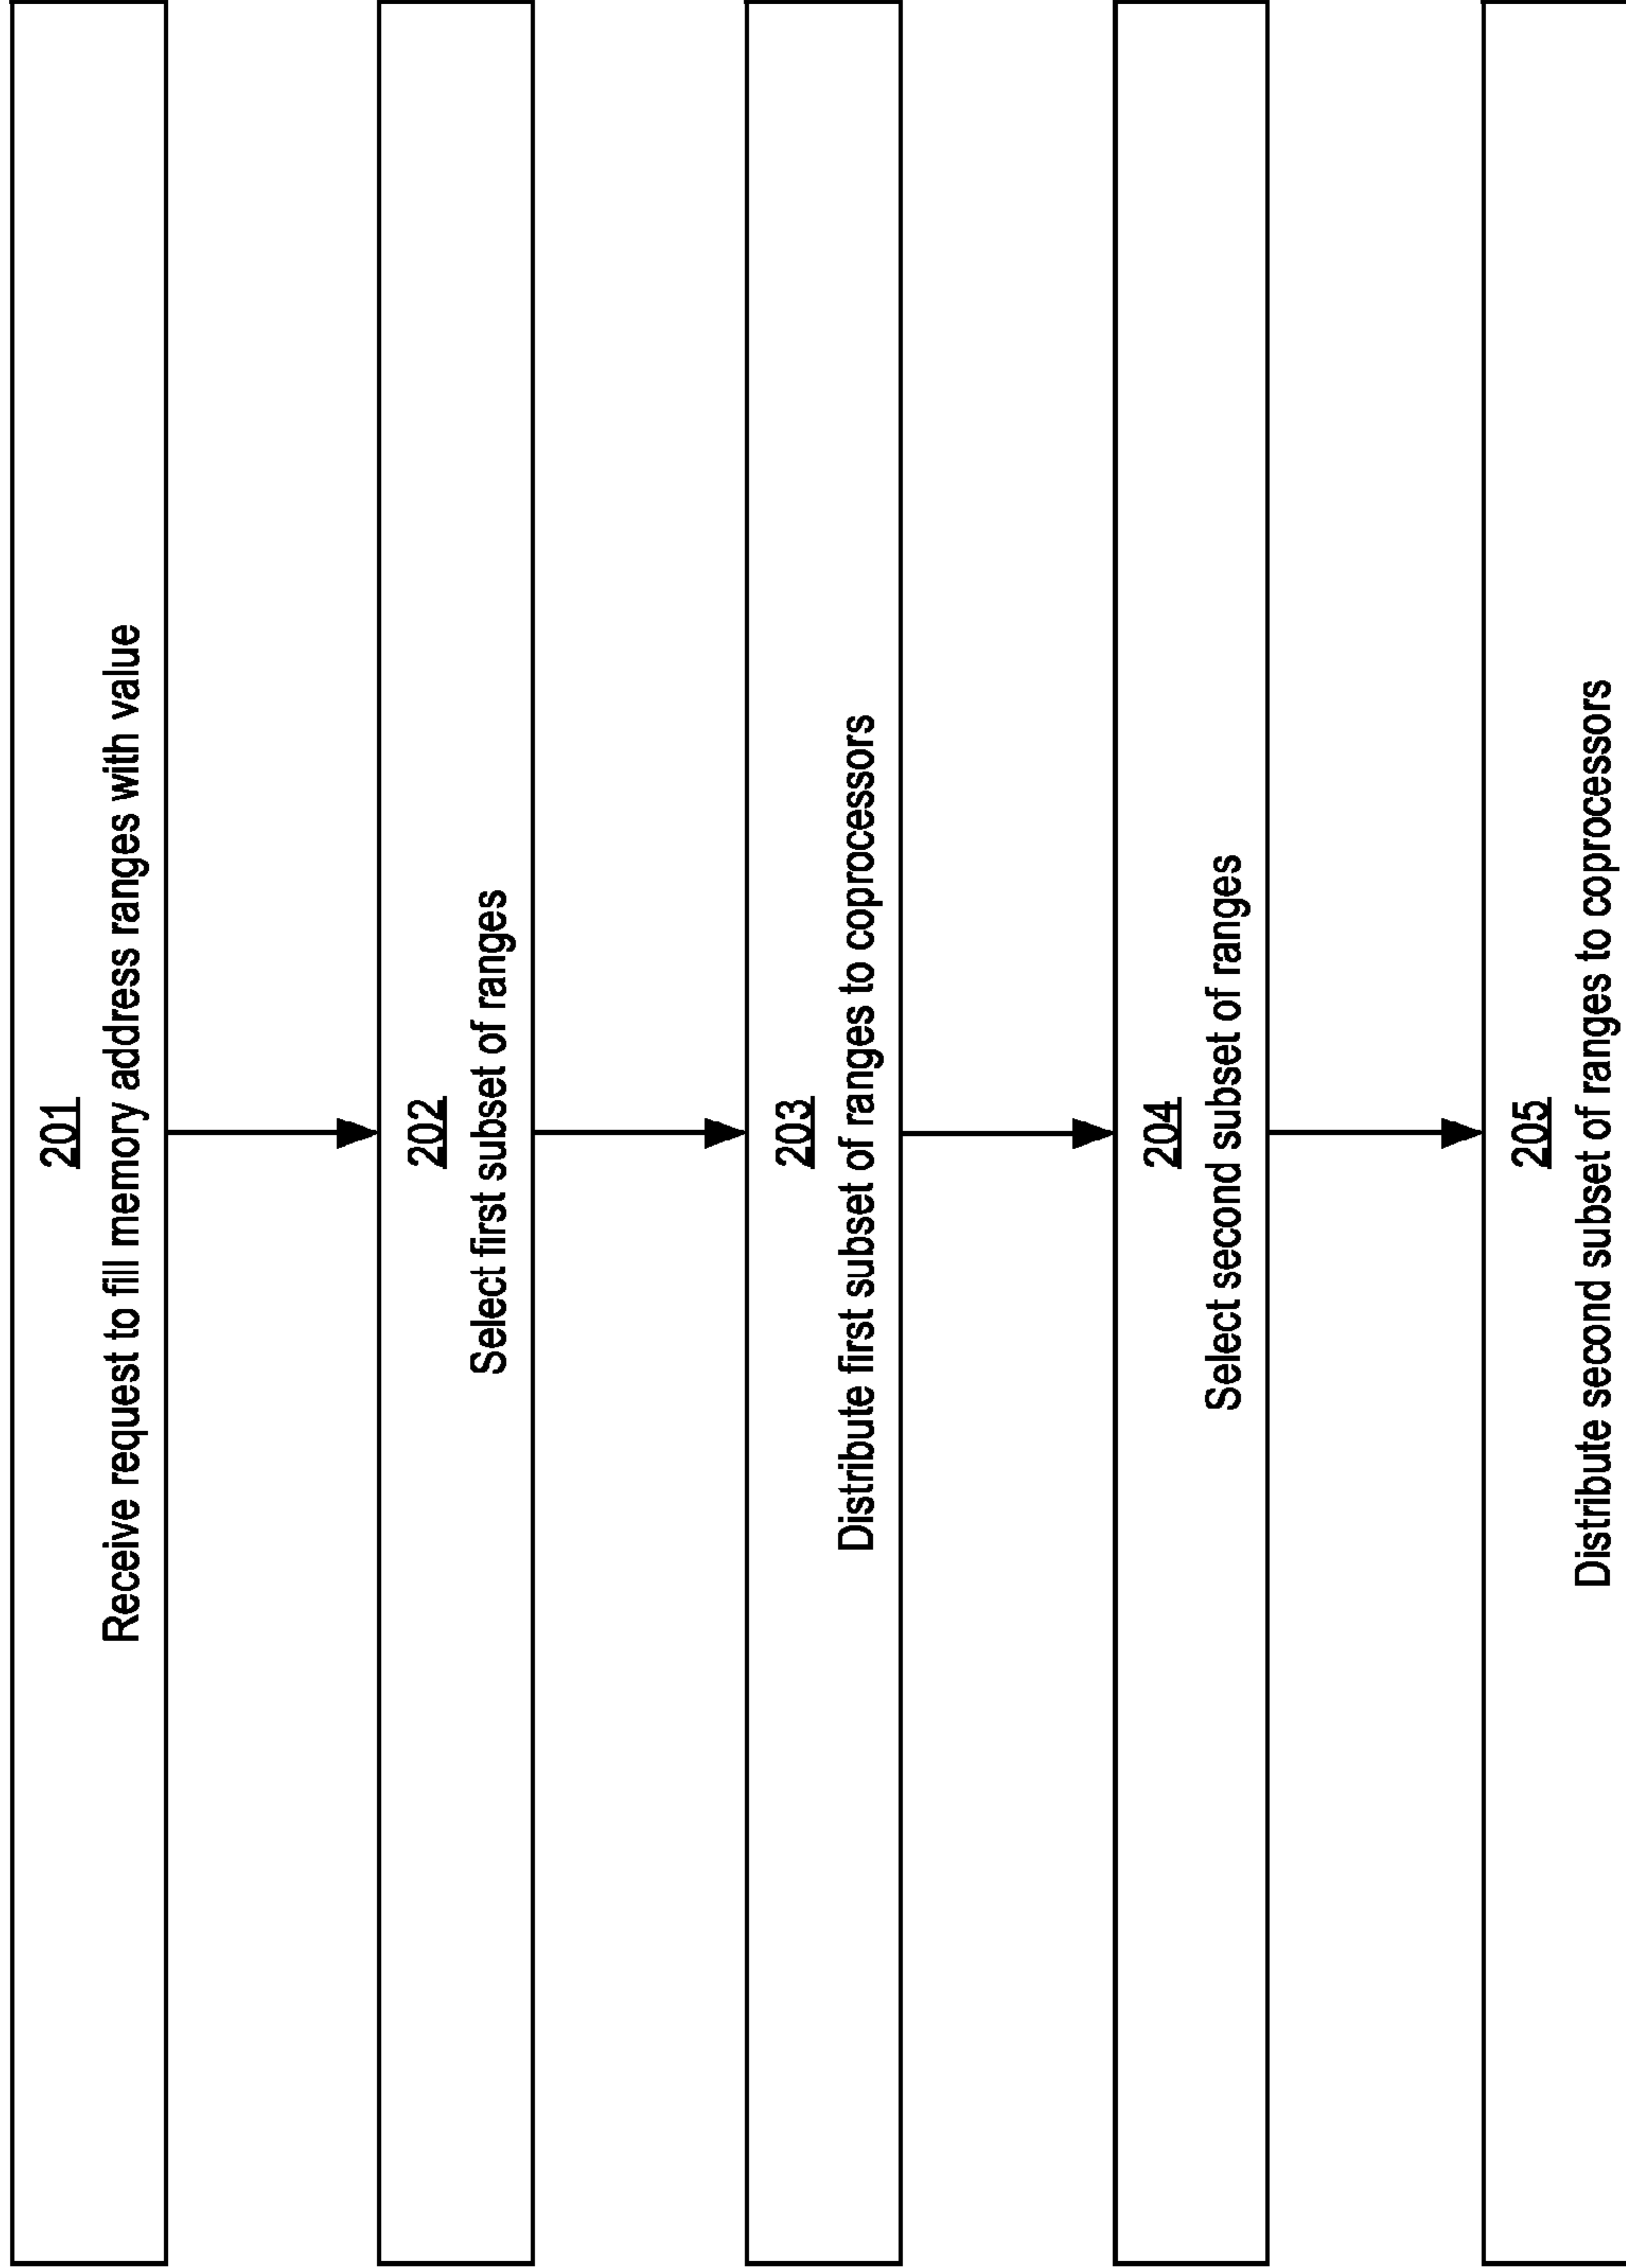 201
Receive request to fill memory address ranges with value
202
Select first subset of ranges
203
Distribute first subset of ranges to coprocessors
204
Select second subset of ranges
205
Distribute second subset of ranges to coprocessors